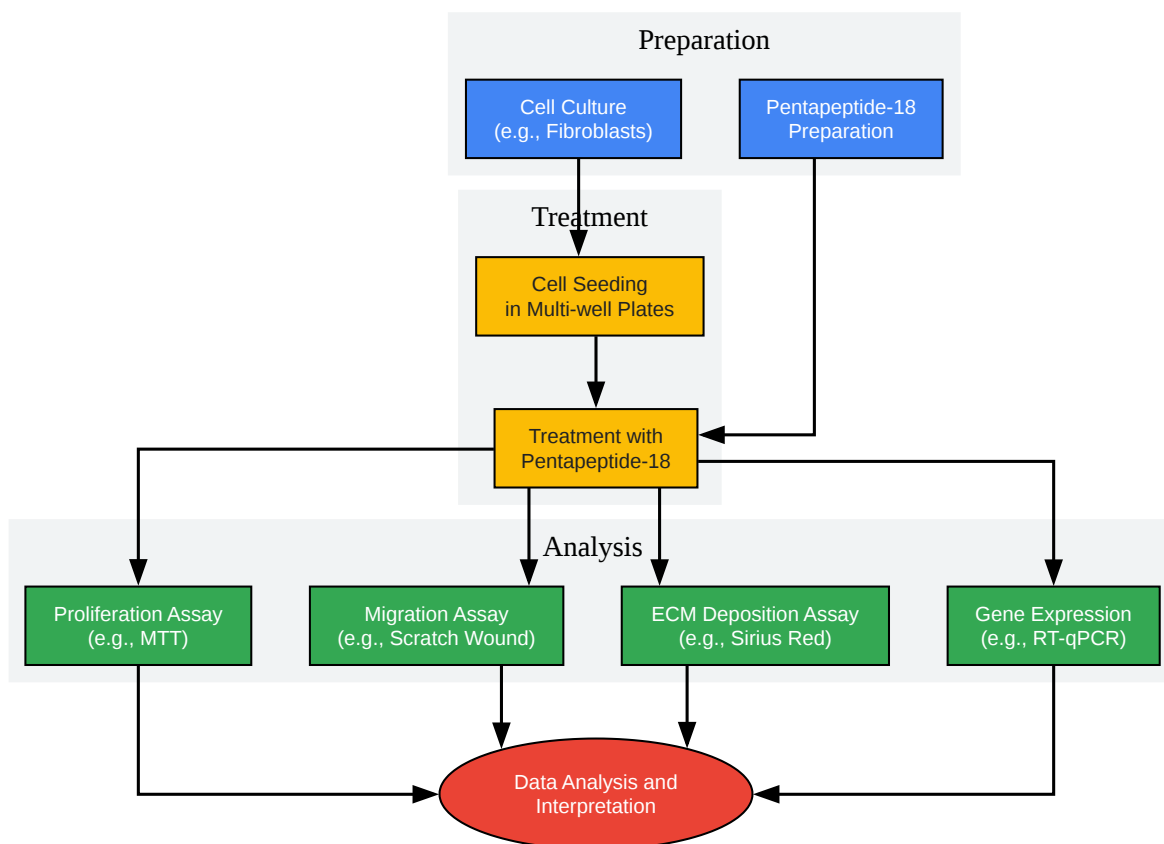 Preparation
Cell Culture
(e.g., Fibroblasts)
Pentapeptide-18
Preparation
Treatment
Cell Seeding
in Multi-well Plates
Treatment with
Pentapeptide-18
Analysis
Proliferation Assay
(e.g., MTT)
Migration Assay
(e.g., Scratch Wound)
ECM Deposition Assay
(e.g., Sirius Red)
Gene Expression
(e.g., RT-qPCR)
Data Analysis and
Interpretation